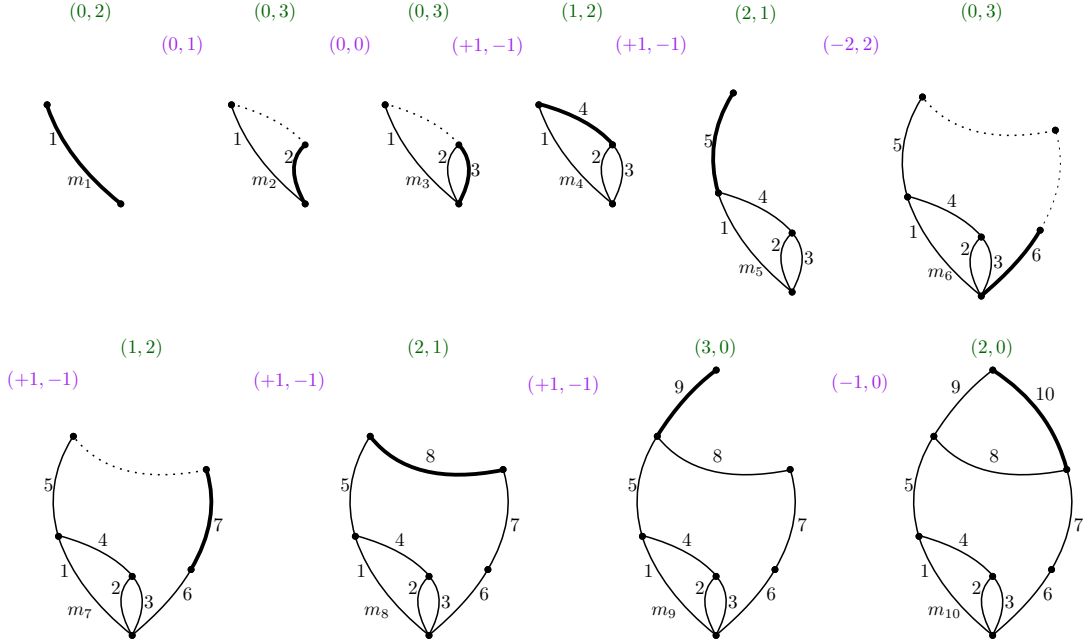 (0, 2) (0, 3) (0, 3) (1, 2) (2, 1) (0, 3)
(0, 1) (0, 0) (+1, −1) (+1, −1) (−2, 2)
1 m₁
1 2 m₂
1 2 3 m₃
4 1 2 3 m₄
5 4 1 2 3 m₅
5 4 1 2 3 6 m₆
(1, 2) (2, 1) (3, 0) (2, 0)
(+1, −1) (+1, −1) (+1, −1) (−1, 0)
5 7 4 1 2 3 6 m₇
8 5 7 4 1 2 3 6 m₈
9 8 5 7 4 1 2 3 6 m₉
9 10 8 5 7 4 1 2 3 6 m₁₀